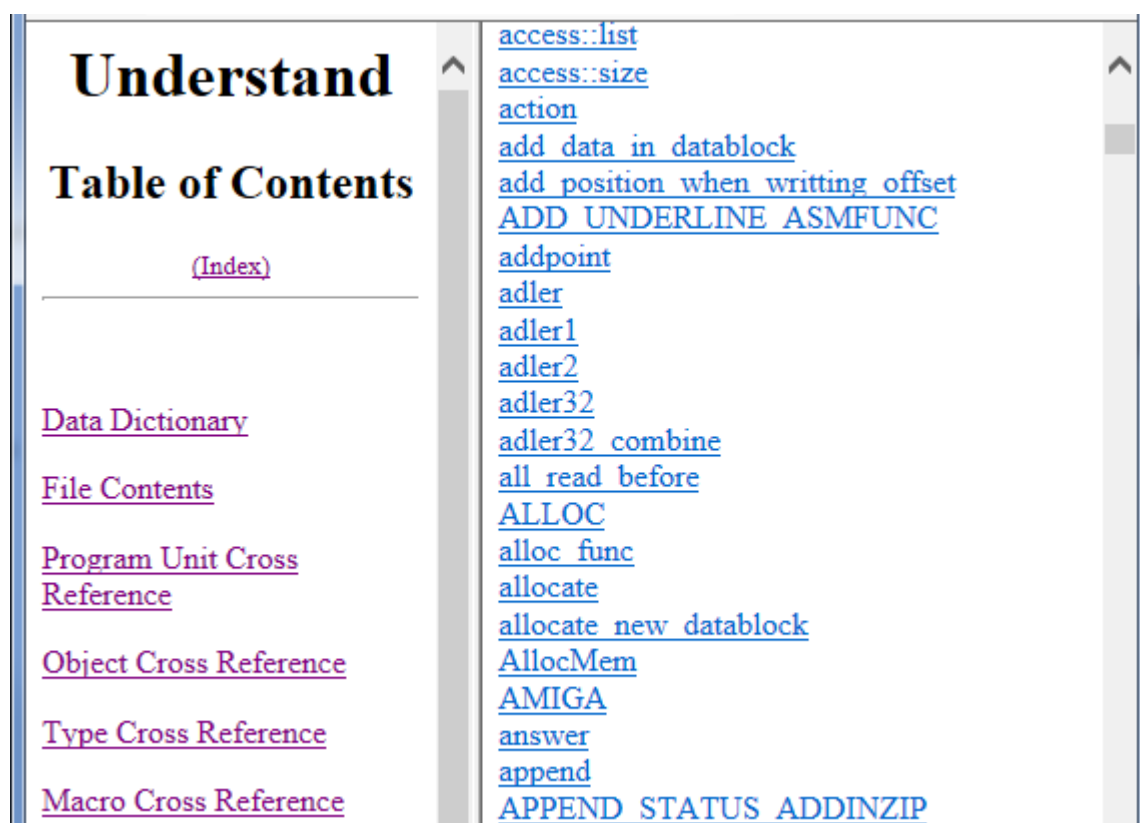 Understand
Table of Contents
(Index)
Data Dictionary
File Contents
Program Unit Cross
Reference
Object Cross Reference
Type Cross Reference
Macro Cross Reference
access::list
access::size
action
add_data_in_datablock
add_position_when_writting_offset
ADD_UNDERLINE_ASMFUNC
addpoint
adler
adler1
adler2
adler32
adler32_combine
all_read_before
ALLOC
alloc_func
allocate
allocate_new_datablock
AllocMem
AMIGA
answer
append
APPEND_STATUS_ADDINZIP